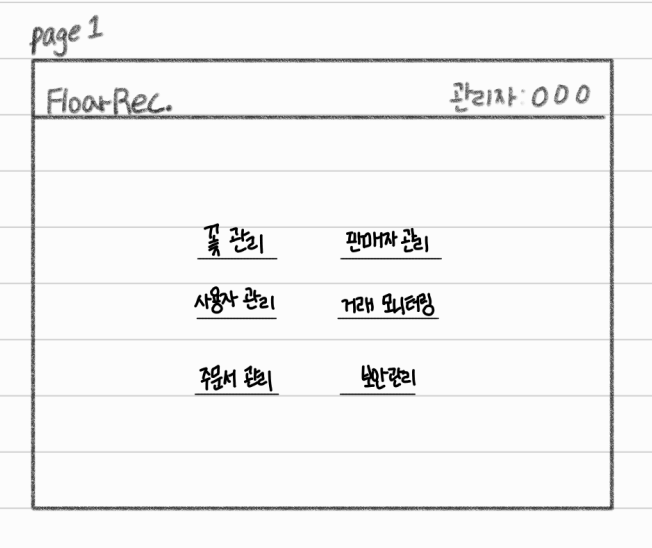 page 1
FloarRec.
관리자 : O O O
꽃 관리
판매자 관리
사용자 관리
거래 모니터링
주문서 관리
보안관리